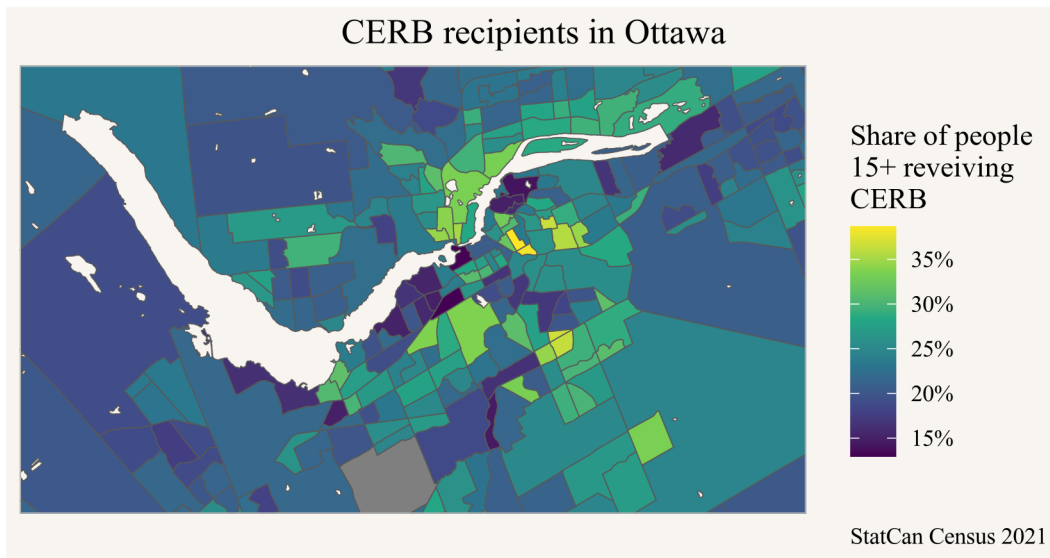 CERB recipients in Ottawa
Share of people
15+ reveiving
CERB
35%
30%
25%
20%
15%
StatCan Census 2021